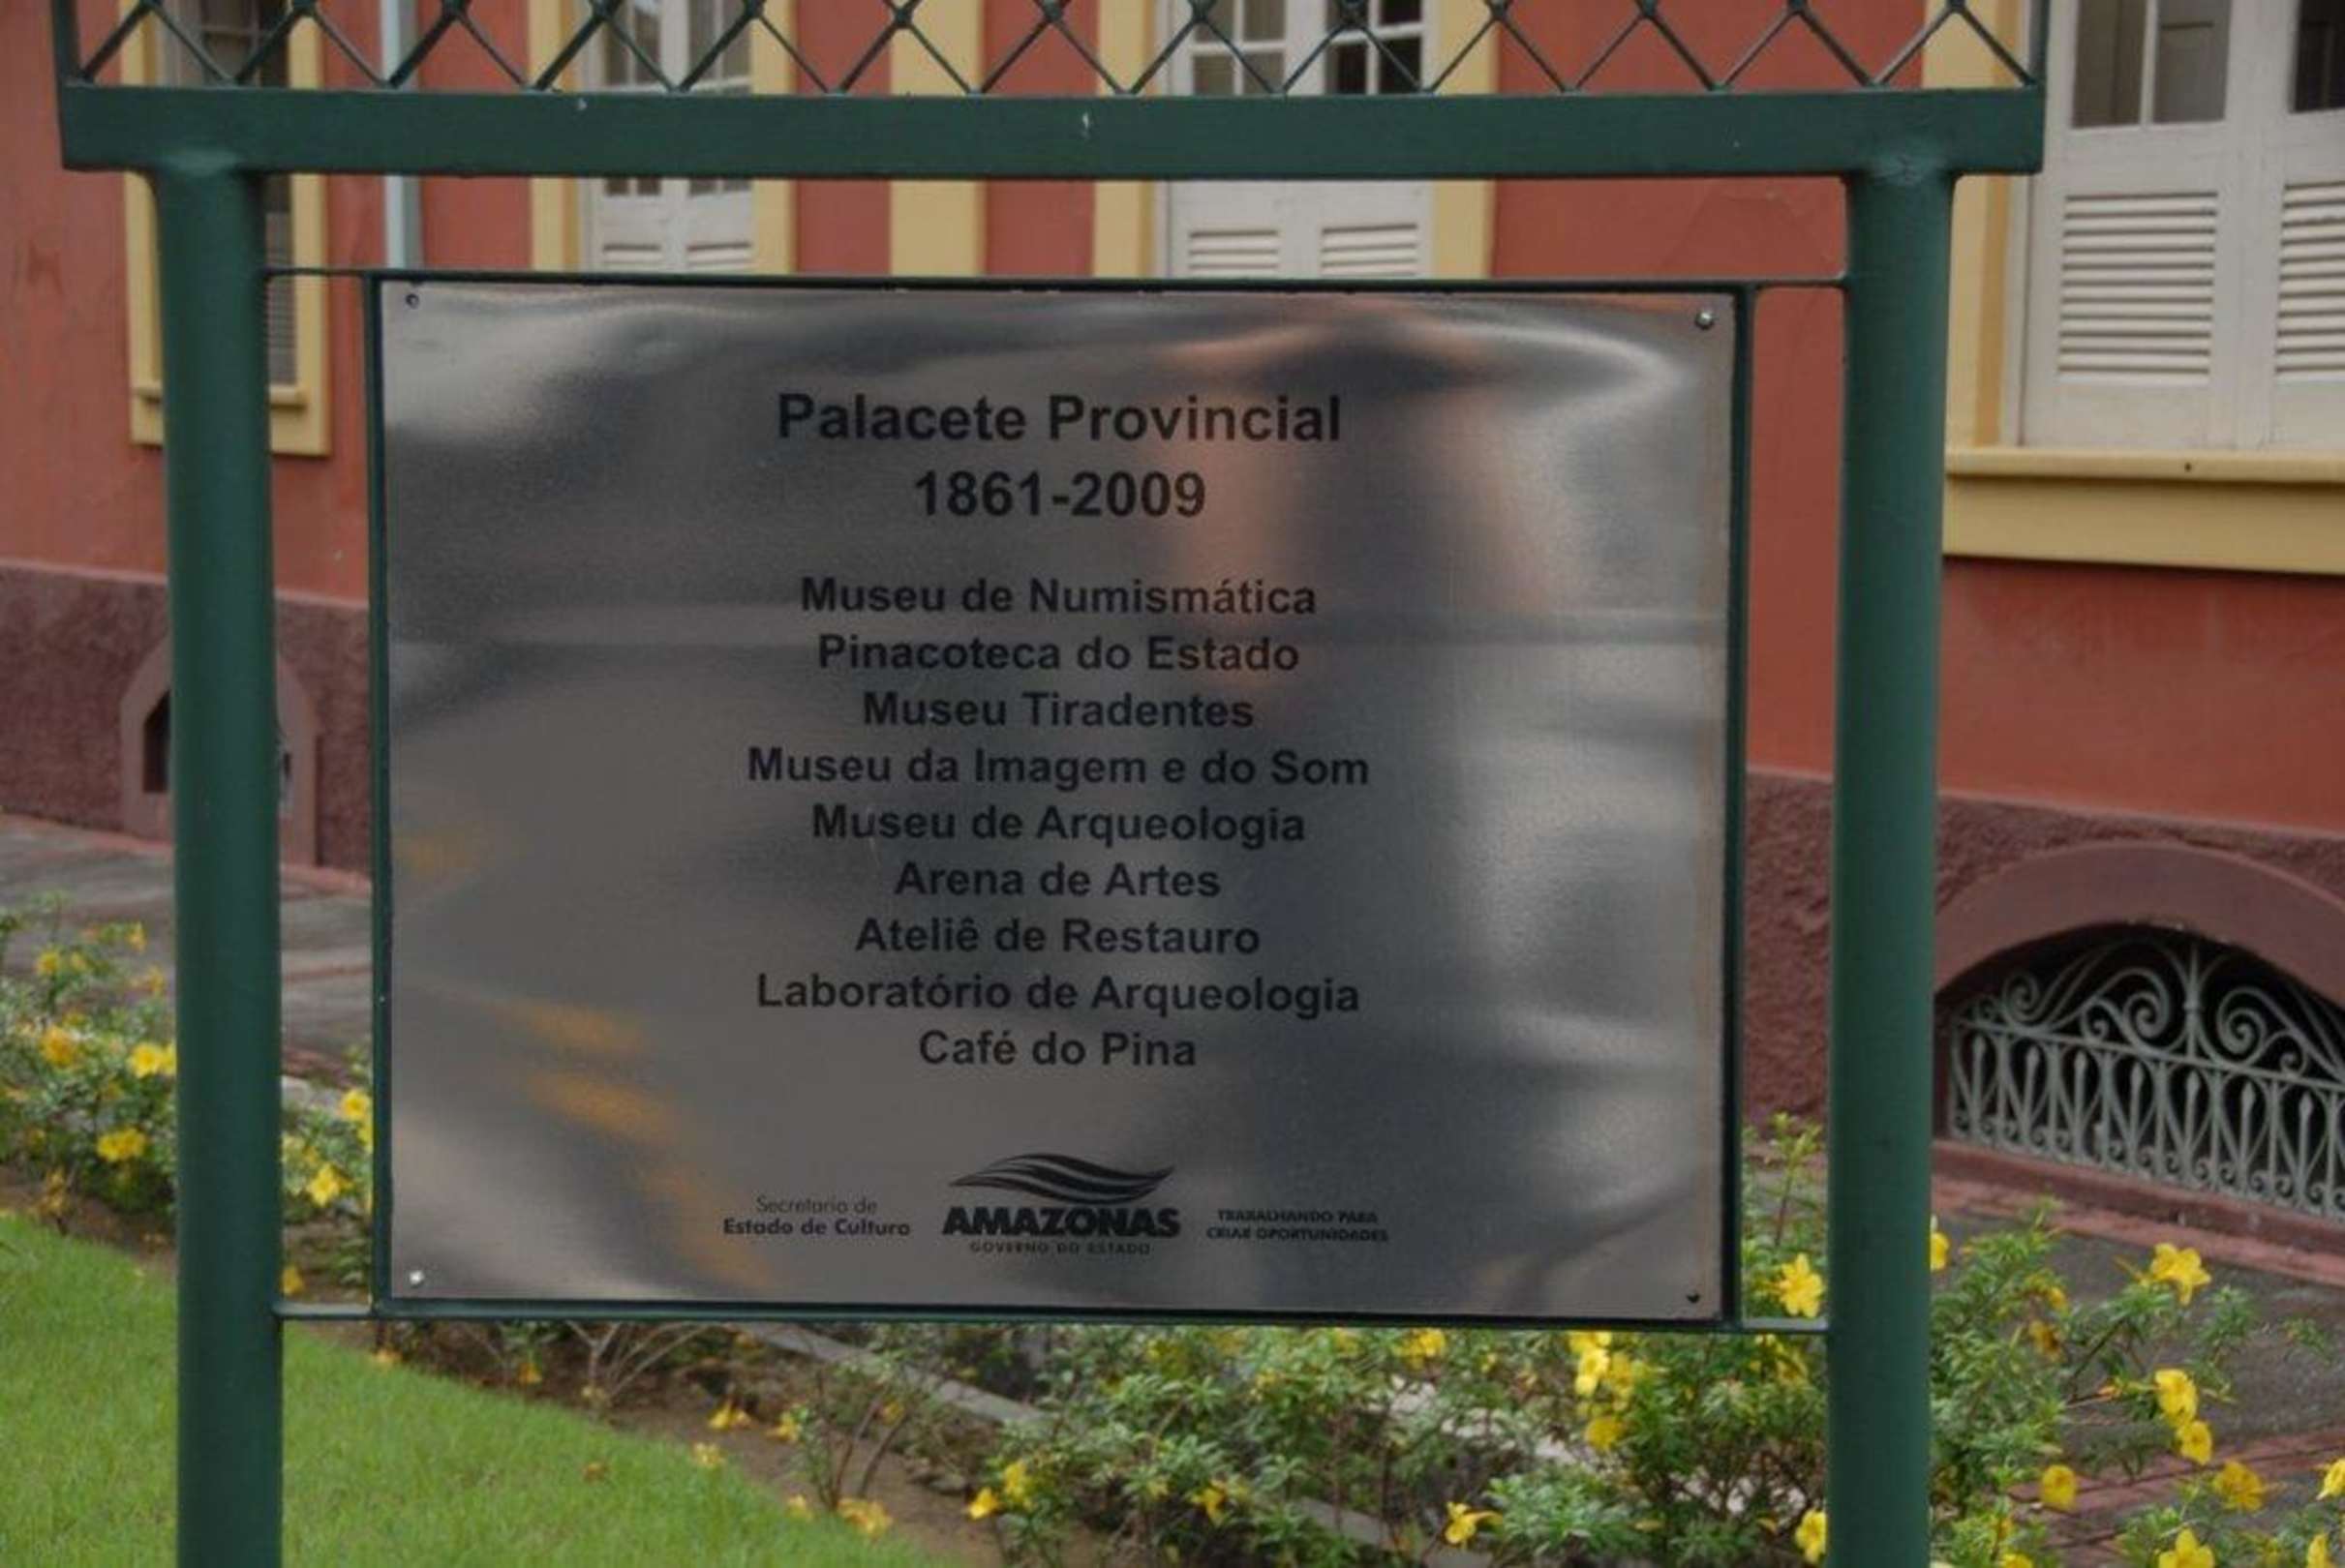 Palacete Provincial
1861-2009
Museu de Numismática
Pinacoteca do Estado
Museu Tiradentes
Museu da Imagem e do Som
Museu de Arqueologia
Arena de Artes
Ateliê de Restauro
Laboratório de Arqueologia
Café do Pina
Secretaria de
Estado de Cultura
AMAZONAS
GOVERNO DO ESTADO
TRABALHANDO PARA
CRIAR OPORTUNIDADES